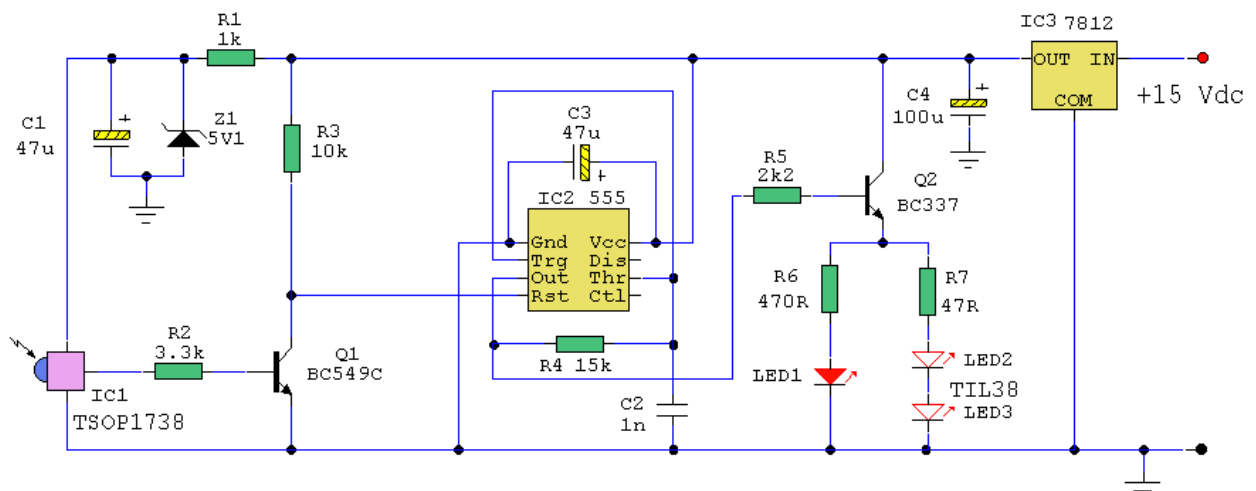 R1
1k
IC3 7812
OUT IN
COM
+15 Vdc
C1
47u
+
Z1
5V1
R3
10k
C3
47u
+
C4
100u
+
R5
2k2
Q2
BC337
IC2 555
Gnd Vcc
Trg Dis
Out Thr
Rst Ctl
R6
470R
R7
47R
R2
3.3k
Q1
BC549C
R4 15k
LED1
LED2
TIL38
LED3
IC1
TSOP1738
C2
1n